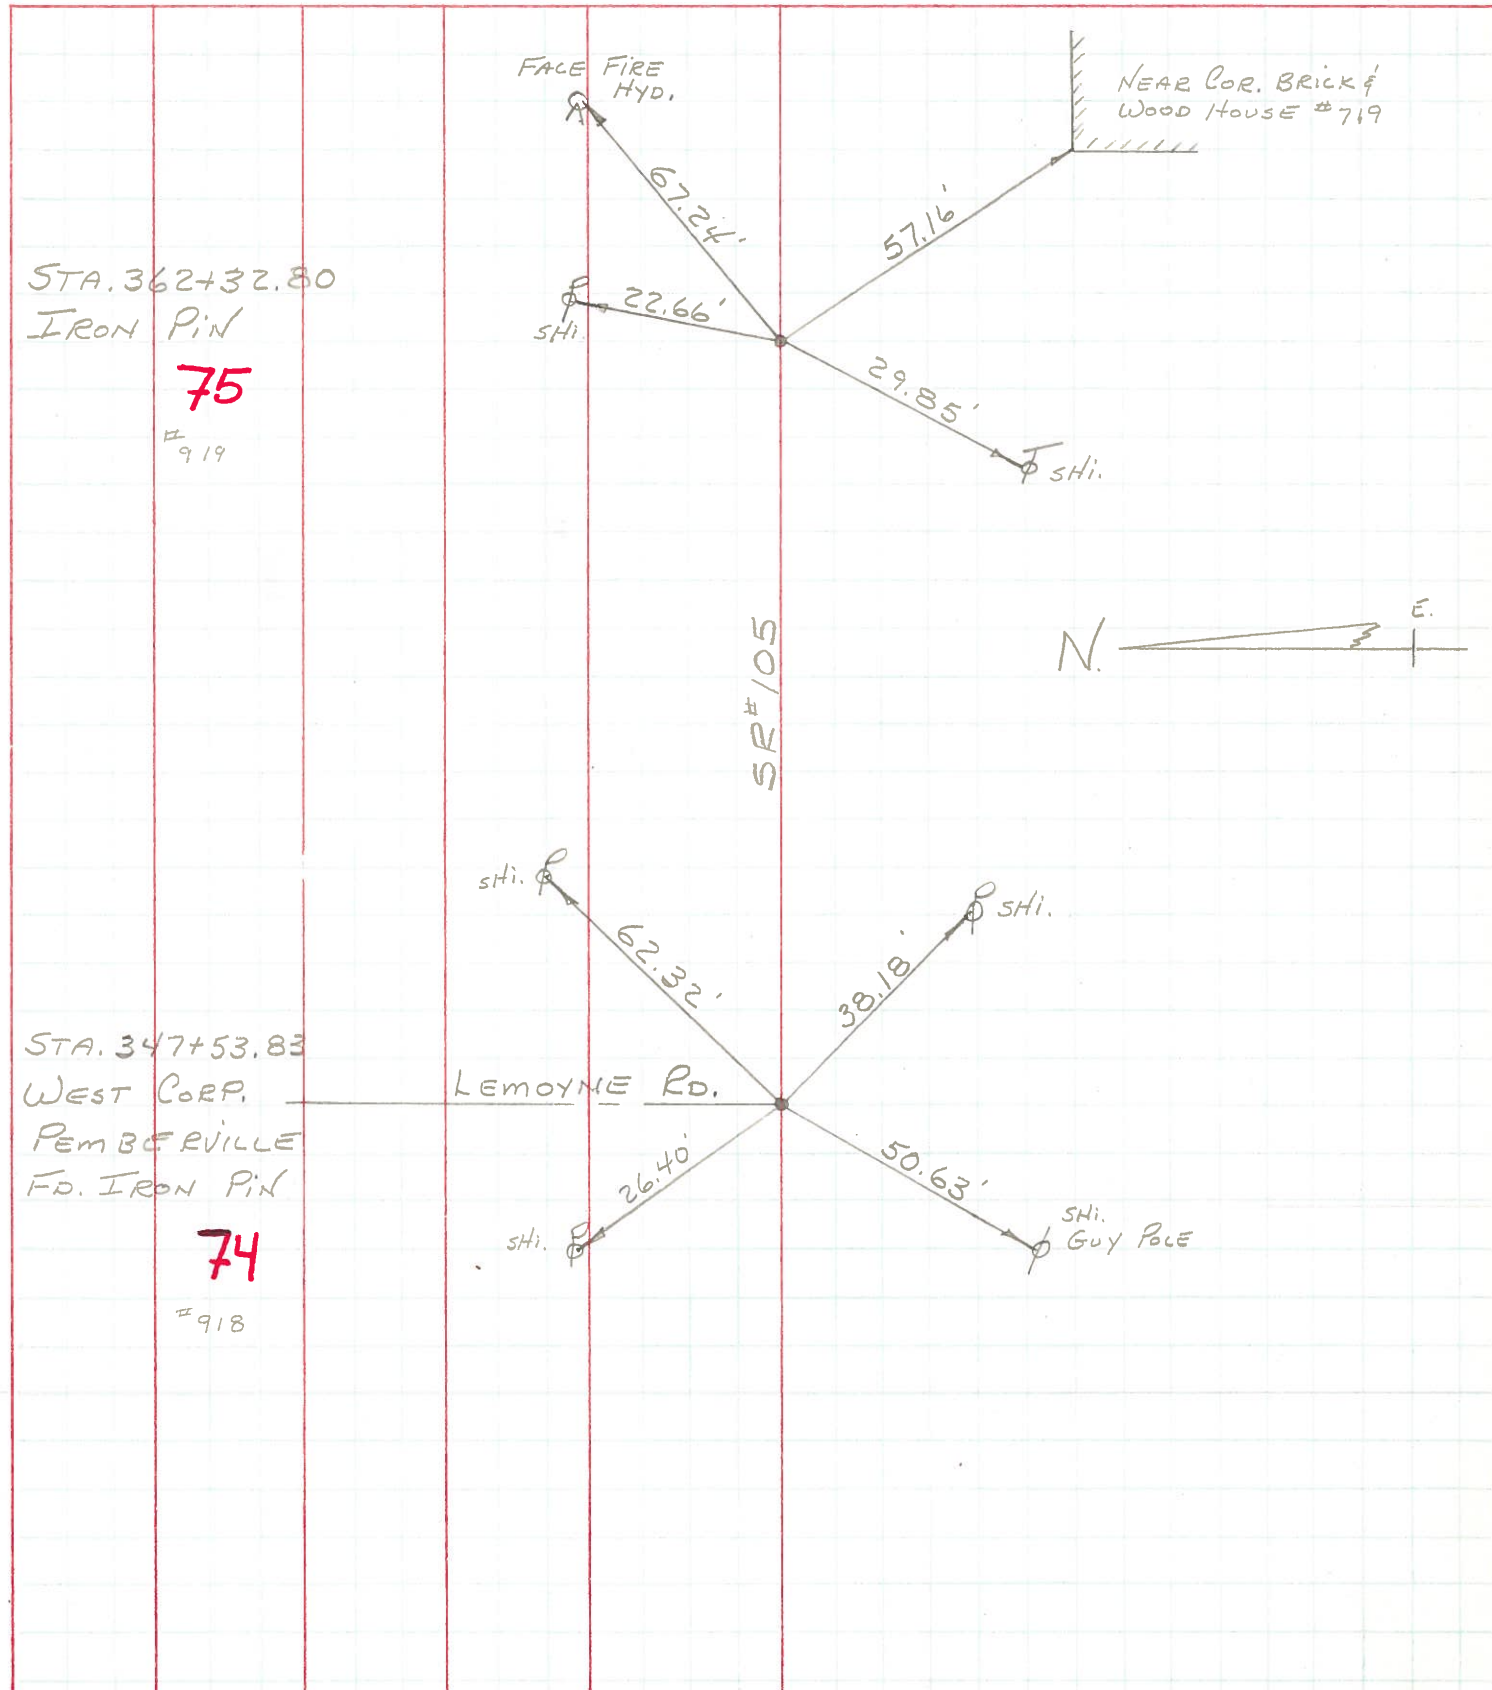 FACE FIRE
HYD.
NEAR COR. BRICK &
WOOD HOUSE #719
67.24'
57.16'
STA. 362+32.80
IRON PIN
75
#919
22.66'
SHI.
29.85'
SHI.
N.
E.
SR#105
SHI.
SHI.
62.32'
38.18'
STA. 347+53.83
WEST CORP.
PEMBERVILLE
FD. IRON PIN
74
#918
LEMOYNE RD.
26.40'
50.63'
SHI.
SHI.
GUY POLE